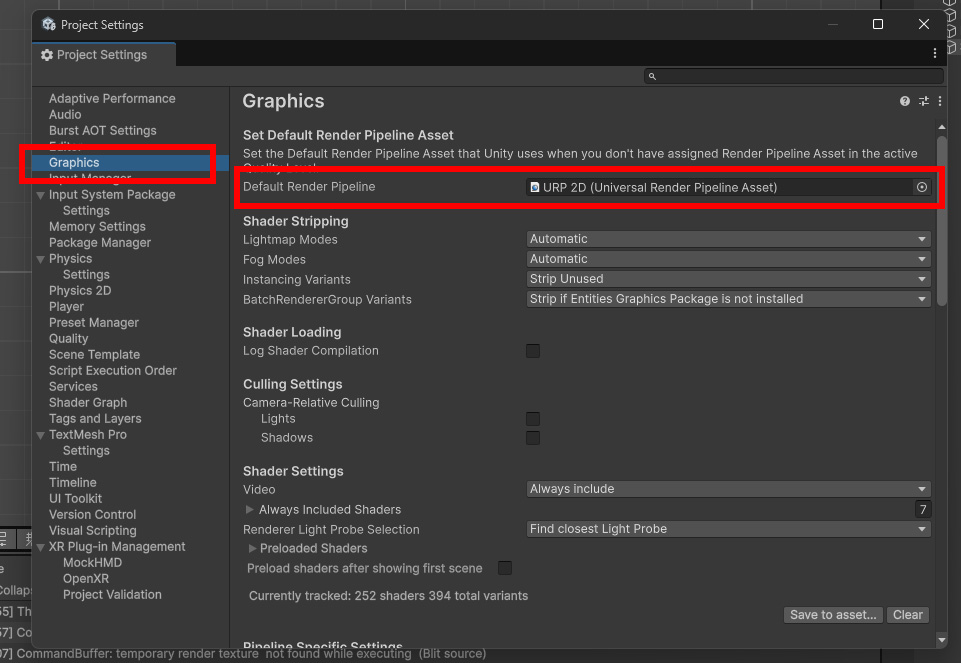 Project Settings
Project Settings
Adaptive Performance
Audio
Burst AOT Settings
Editor
Graphics
Input Manager
Input System Package
Settings
Memory Settings
Package Manager
Physics
Settings
Physics 2D
Player
Preset Manager
Quality
Scene Template
Script Execution Order
Services
Shader Graph
Tags and Layers
TextMesh Pro
Settings
Time
Timeline
UI Toolkit
Version Control
Visual Scripting
XR Plug-in Management
MockHMD
OpenXR
Project Validation
Graphics
Set Default Render Pipeline Asset
Set the Default Render Pipeline Asset that Unity uses when you don't have assigned Render Pipeline Asset in the active
Quality Level
Default Render Pipeline URP 2D (Universal Render Pipeline Asset)
Shader Stripping
Lightmap Modes Automatic
Fog Modes Automatic
Instancing Variants Strip Unused
BatchRendererGroup Variants Strip if Entities Graphics Package is not installed
Shader Loading
Log Shader Compilation
Culling Settings
Camera-Relative Culling
Lights
Shadows
Shader Settings
Video Always include
Always Included Shaders 7
Renderer Light Probe Selection Find closest Light Probe
Preloaded Shaders
Preload shaders after showing first scene
Currently tracked: 252 shaders 394 total variants
Save to asset... Clear
Pipeline Specific Settings
Collaps
55] Th
57] Co
07] CommandBuffer: temporary render texture not found while executing (Blit source)